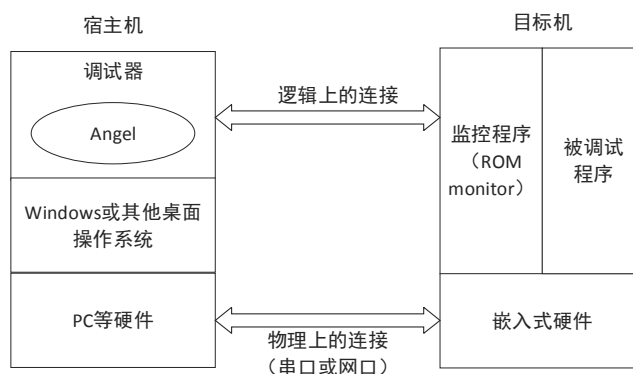 宿主机
目标机
调试器
Angel
Windows或其他桌面
操作系统
PC等硬件
逻辑上的连接
物理上的连接
（串口或网口）
监控程序
（ROM
monitor）
被调试
程序
嵌入式硬件